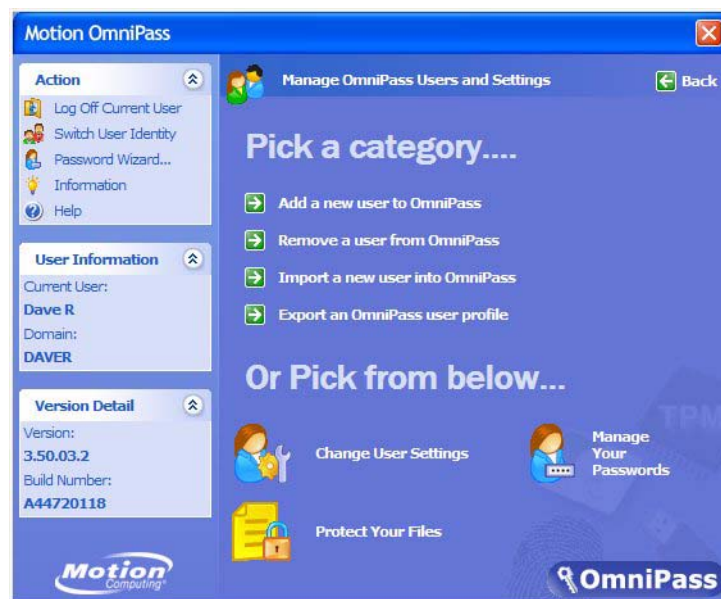 Motion OmniPass
Action
Log Off Current User
Switch User Identity
Password Wizard...
Information
Help
User Information
Current User:
Dave R
Domain:
DAVER
Version Detail
Version:
3.50.03.2
Build Number:
A44720118
Motion
Computing®
Manage OmniPass Users and Settings
Back
Pick a category....
Add a new user to OmniPass
Remove a user from OmniPass
Import a new user into OmniPass
Export an OmniPass user profile
Or Pick from below...
Change User Settings
Manage
Your
Passwords
Protect Your Files
TPM
OmniPass